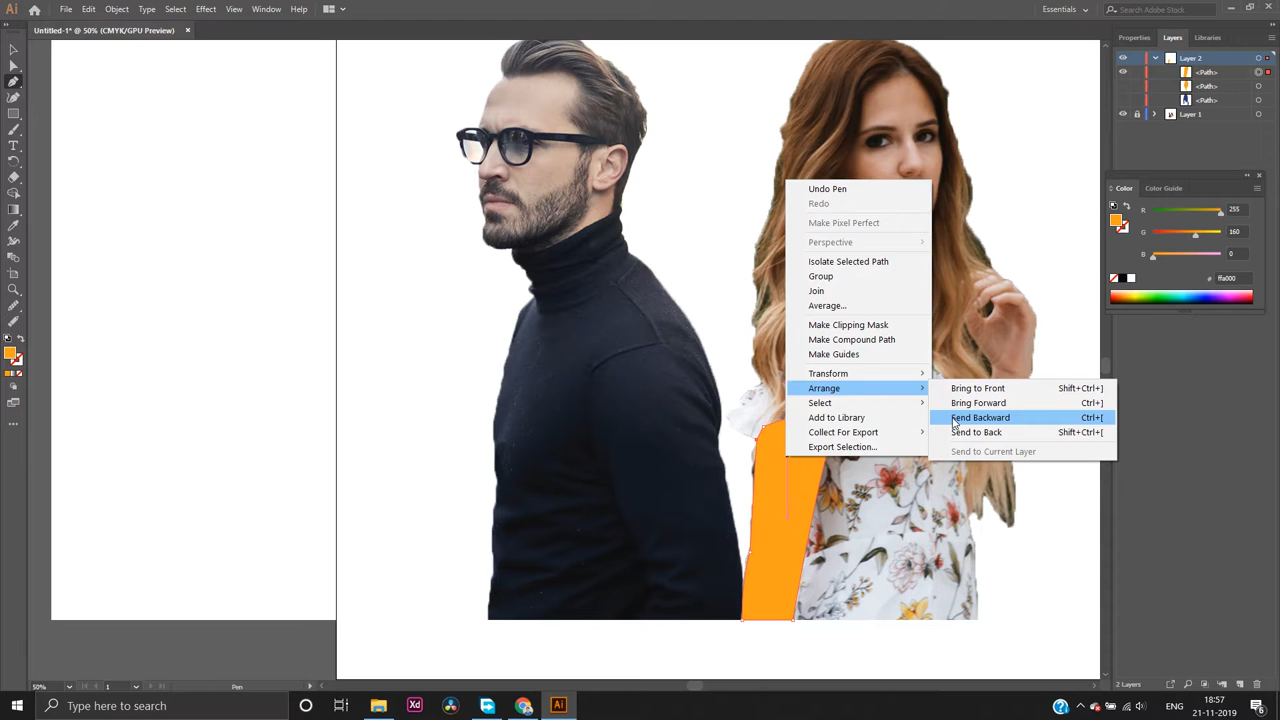 Ai File Edit Object Type Select Effect View Window Help
Essentials
Search Adobe Stock
Untitled-1* @ 50% (CMYK/GPU Preview) ×
Properties Layers Libraries
Layer 2
<Path>
<Path>
<Path>
Layer 1
Color Color Guide
R 255
G 160
B 0
# ffa000
Undo Pen
Redo
Make Pixel Perfect
Perspective
Isolate Selected Path
Group
Join
Average...
Make Clipping Mask
Make Compound Path
Make Guides
Transform
Arrange
Select
Add to Library
Collect For Export
Export Selection...
Bring to Front Shift+Ctrl+]
Bring Forward Ctrl+]
Send Backward Ctrl+[
Send to Back Shift+Ctrl+[
Send to Current Layer
50% 1 Pen
2 Layers
Type here to search
Xd
Ai
18:57
21-11-2019